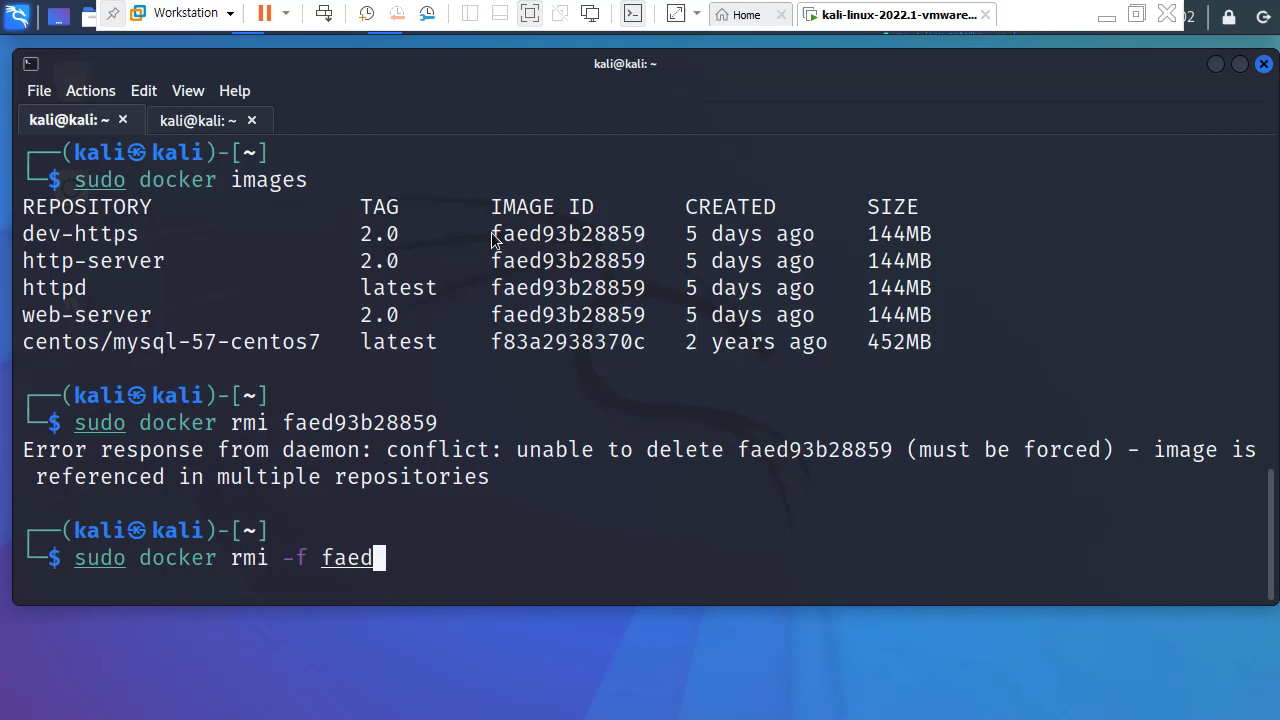 Workstation
Home
kali-linux-2022.1-vmware...
02
kali@kali: ~
File Actions Edit View Help
kali@kali: ~
kali@kali: ~
┌──(kali㉿kali)-[~]
└─$ sudo docker images
REPOSITORY TAG IMAGE ID CREATED SIZE
dev-https 2.0 faed93b28859 5 days ago 144MB
http-server 2.0 faed93b28859 5 days ago 144MB
httpd latest faed93b28859 5 days ago 144MB
web-server 2.0 faed93b28859 5 days ago 144MB
centos/mysql-57-centos7 latest f83a2938370c 2 years ago 452MB
┌──(kali㉿kali)-[~]
└─$ sudo docker rmi faed93b28859
Error response from daemon: conflict: unable to delete faed93b28859 (must be forced) - image is
referenced in multiple repositories
┌──(kali㉿kali)-[~]
└─$ sudo docker rmi -f faed